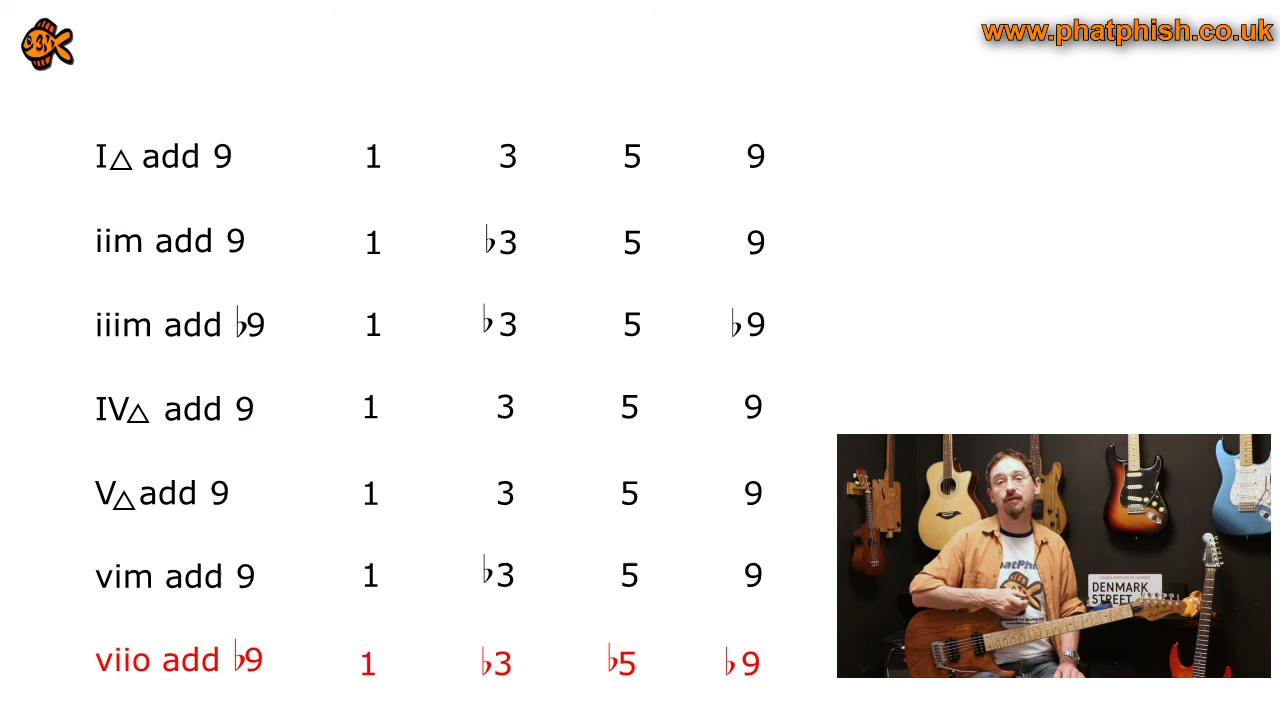 www.phatphish.co.uk
I△ add 9 1 3 5 9
iim add 9 1 ♭3 5 9
iiim add ♭9 1 ♭3 5 ♭9
IV△ add 9 1 3 5 9
V△ add 9 1 3 5 9
vim add 9 1 ♭3 5 9
viio add ♭9 1 ♭3 ♭5 ♭9
DENMARK
STREET